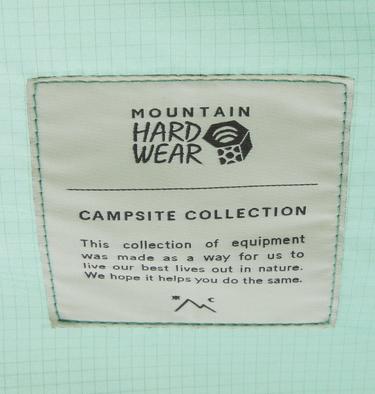 MOUNTAIN
HARD
WEAR
CAMPSITE COLLECTION
This collection of equipment
was made as a way for us to
live our best lives out in nature.
We hope it helps you do the same.